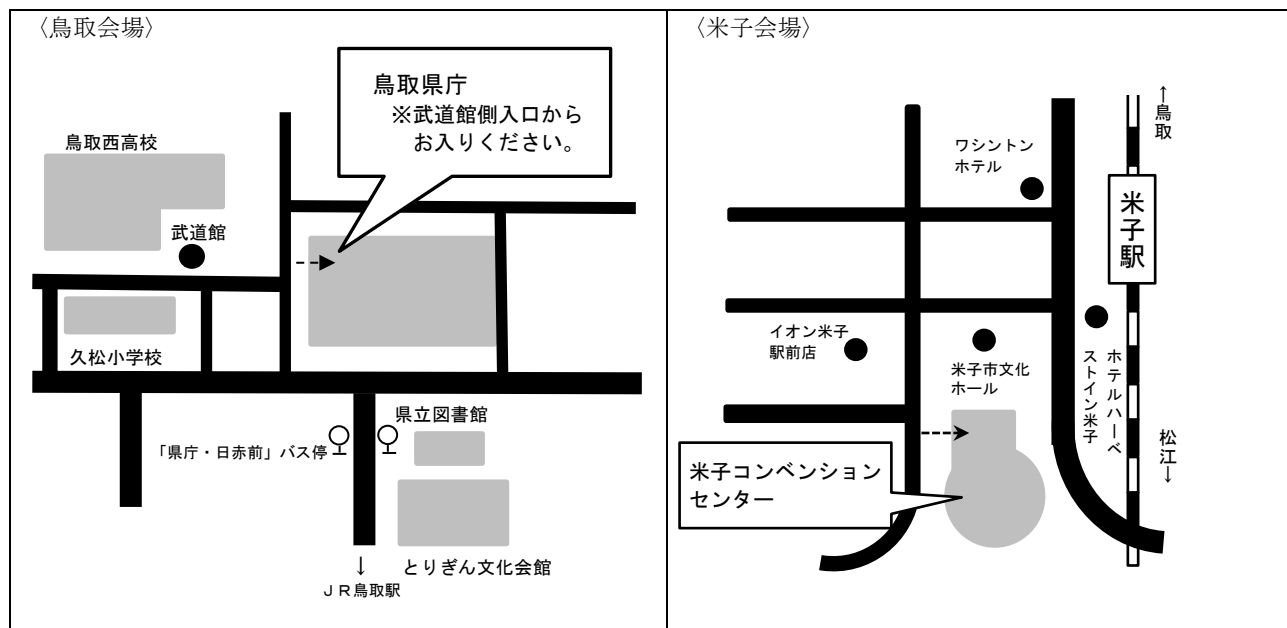 〈鳥取会場〉
鳥取県庁
※武道館側入口から
お入りください。
鳥取西高校
武道館
久松小学校
県立図書館
「県庁・日赤前」バス停
とりぎん文化会館
↓
ＪＲ鳥取駅
〈米子会場〉
←鳥取
ワシントン
ホテル
米子駅
イオン米子
駅前店
米子市文化
ホール
ホテルハーベ
ストイン米子
松江→
米子コンベンション
センター